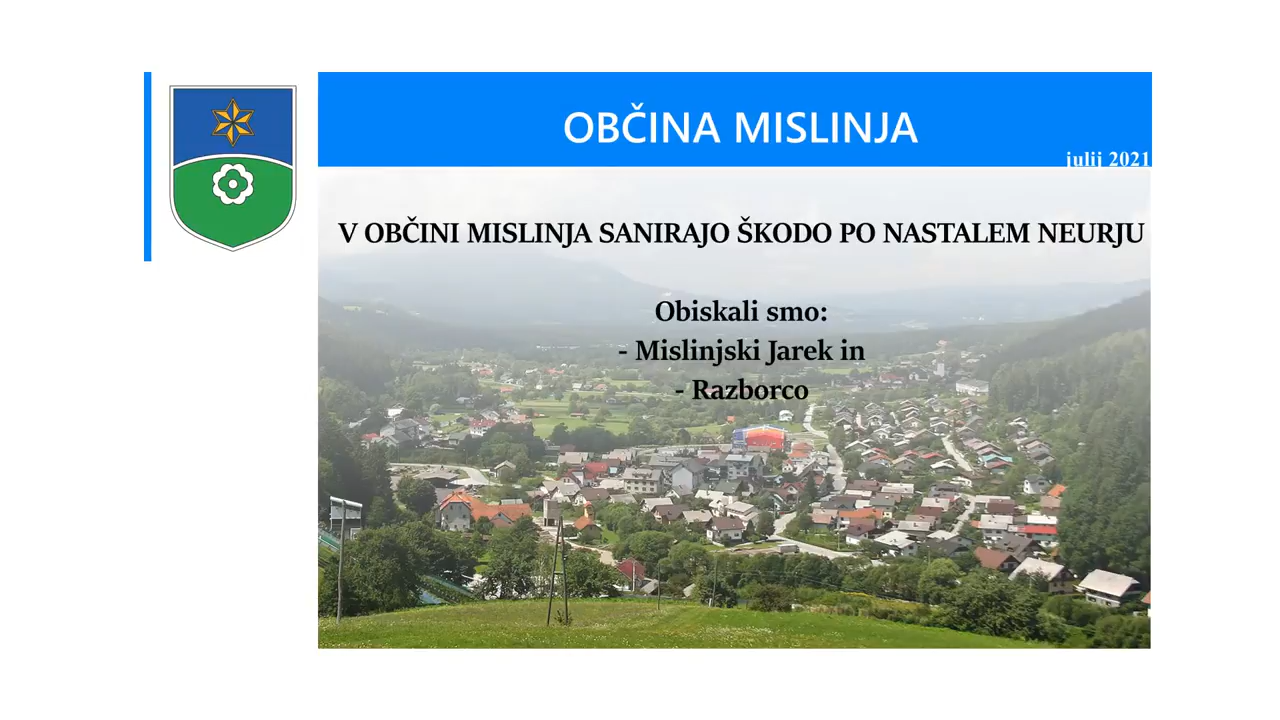 OBČINA MISLINJA
julij 2021
V OBČINI MISLINJA SANIRAJO ŠKODO PO NASTALEM NEURJU
Obiskali smo:
- Mislinjski Jarek in
- Razborco